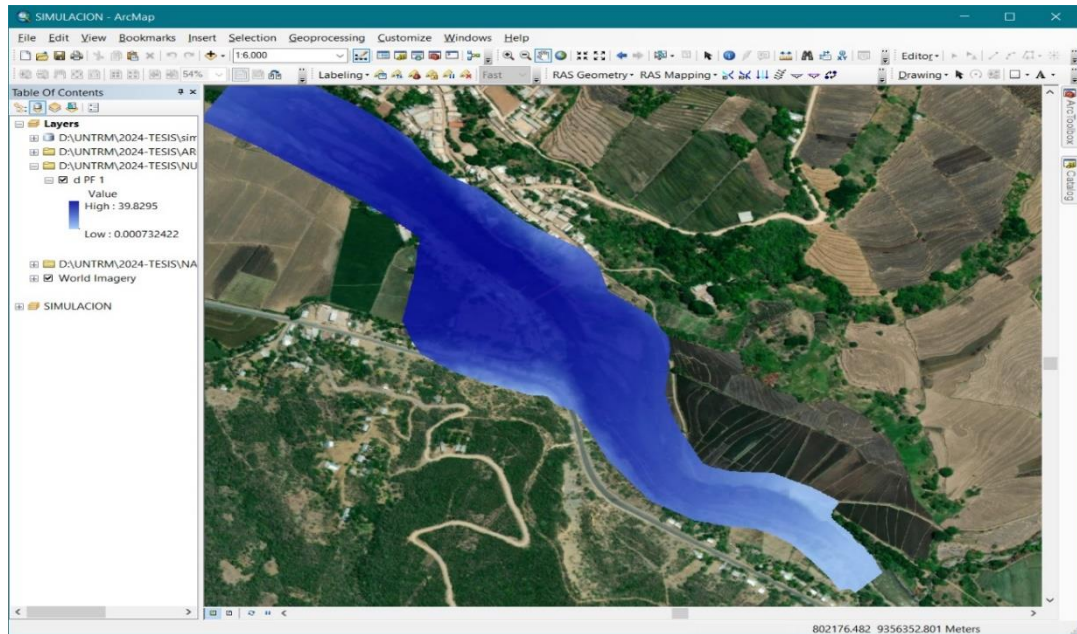 SIMULACION - ArcMap
File Edit View Bookmarks Insert Selection Geoprocessing Customize Windows Help
1:6.000
Editor
54%
Labeling
Fast
RAS Geometry RAS Mapping
Drawing
A
Table Of Contents
Layers
D:\UNTRM\2024-TESIS\sim
D:\UNTRM\2024-TESIS\AR
D:\UNTRM\2024-TESIS\NU
d PF 1
Value
High : 39.8295
Low : 0.000732422
D:\UNTRM\2024-TESIS\NA
World Imagery
SIMULACION
ArcToolbox
Catalog
802176.482 9356352.801 Meters